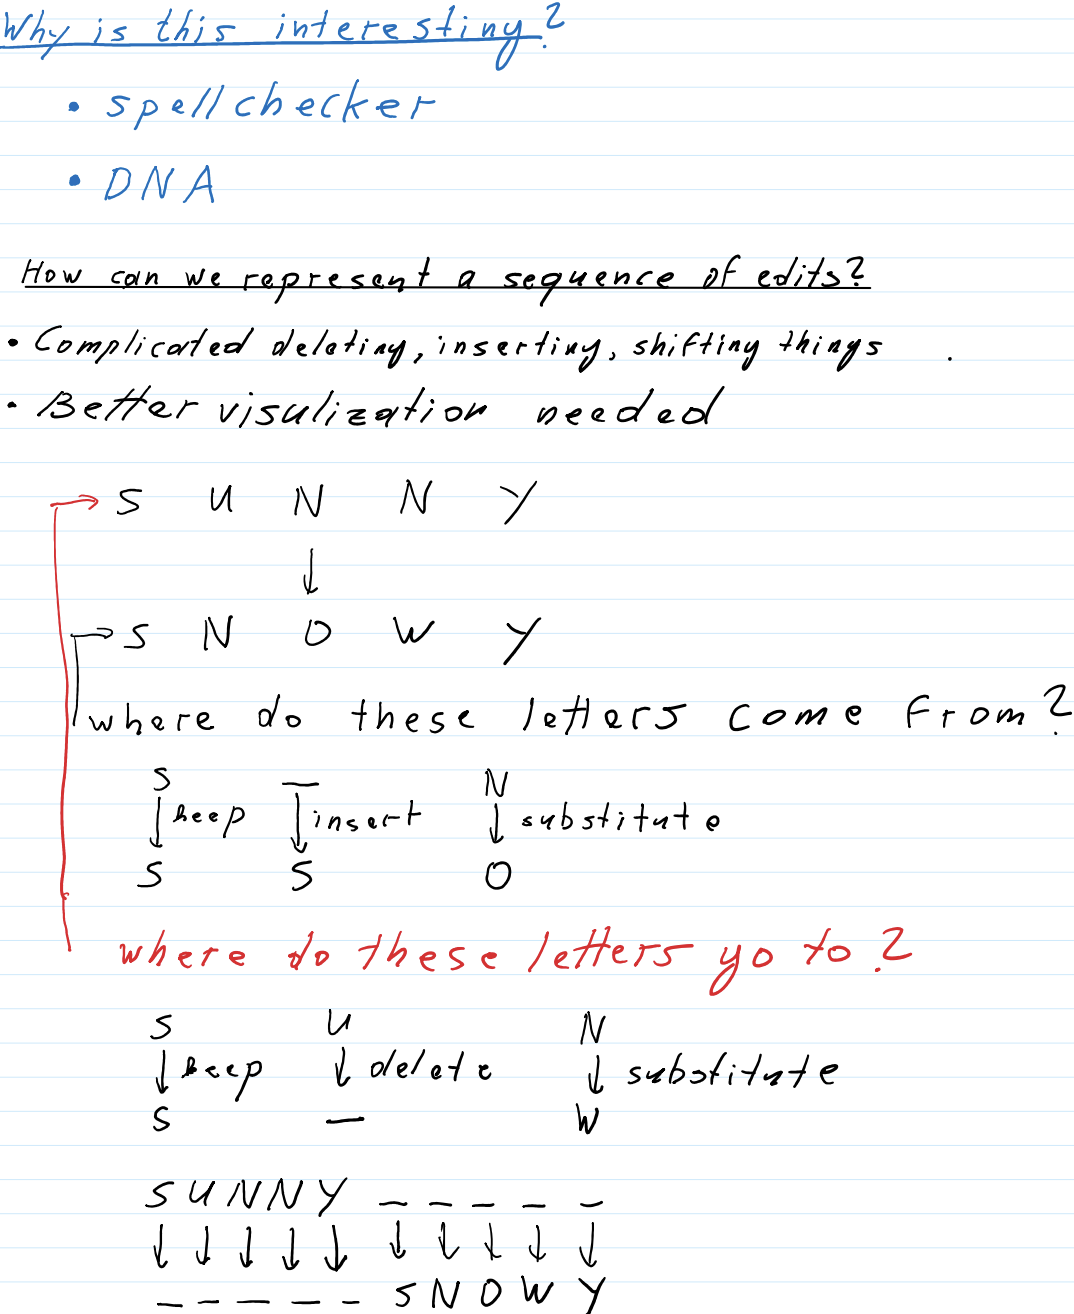 Why is this interesting?
• spellchecker
• DNA
How can we represent a sequence of edits?
• Complicated deleting, inserting, shifting things .
• Better visulization needed
S U N N Y
↓
S N O W Y
where do these letters come from?
S — N
↓ keep ↓ insert ↓ substitute
S S O
where do these letters go to?
S U N
↓ keep ↓ delete ↓ substitute
S — W
S U N N Y — — — — —
↓ ↓ ↓ ↓ ↓ ↓ ↓ ↓ ↓ ↓
— — — — — S N O W Y